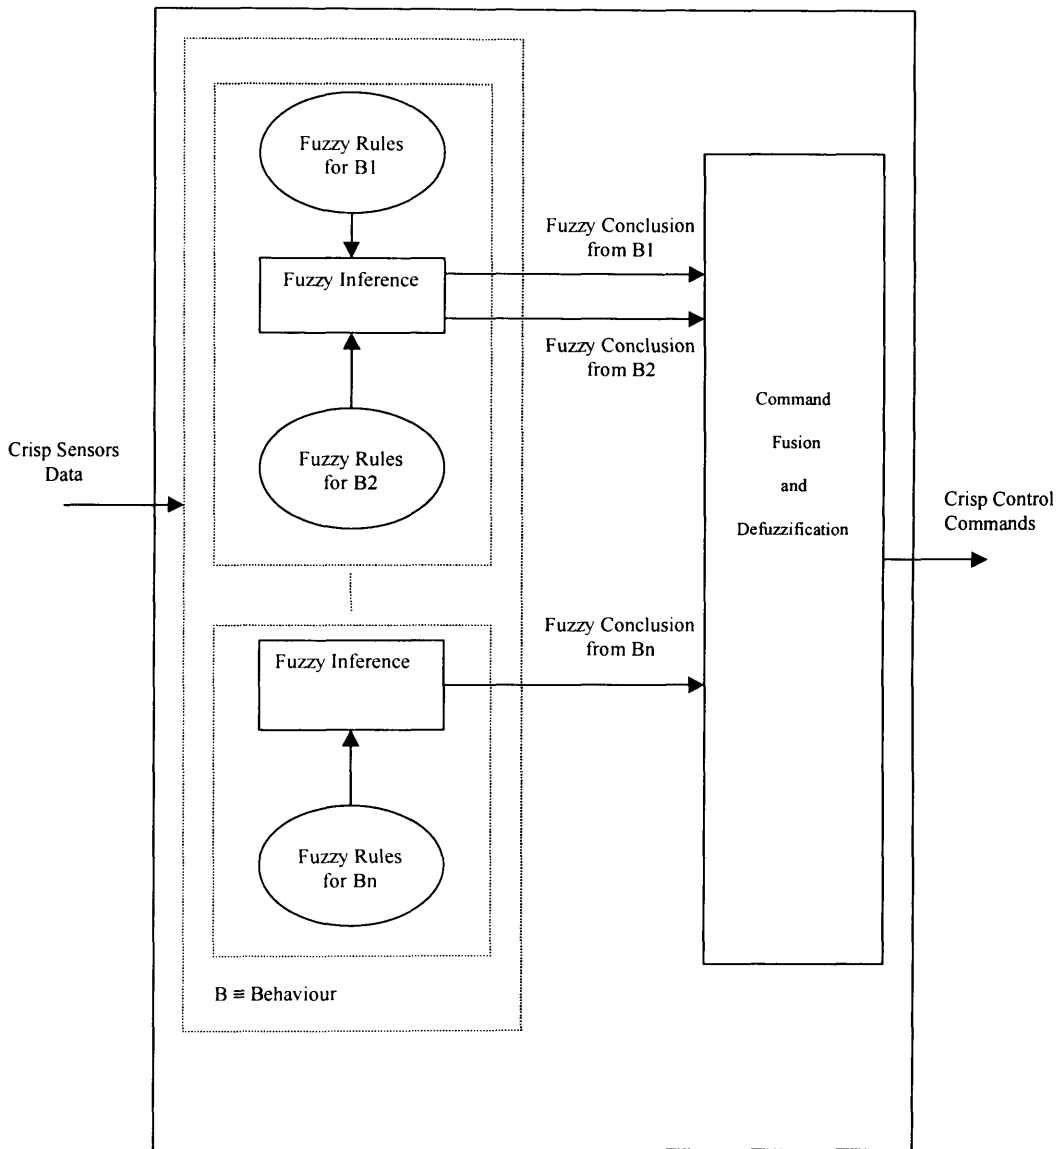 Fuzzy Rules
for B1
Fuzzy Conclusion
from B1
Fuzzy Inference
Fuzzy Conclusion
from B2
Command
Fusion
and
Defuzzification
Crisp Sensors
Data
Fuzzy Rules
for B2
Crisp Control
Commands
Fuzzy Conclusion
from Bn
Fuzzy Inference
Fuzzy Rules
for Bn
B ≡ Behaviour